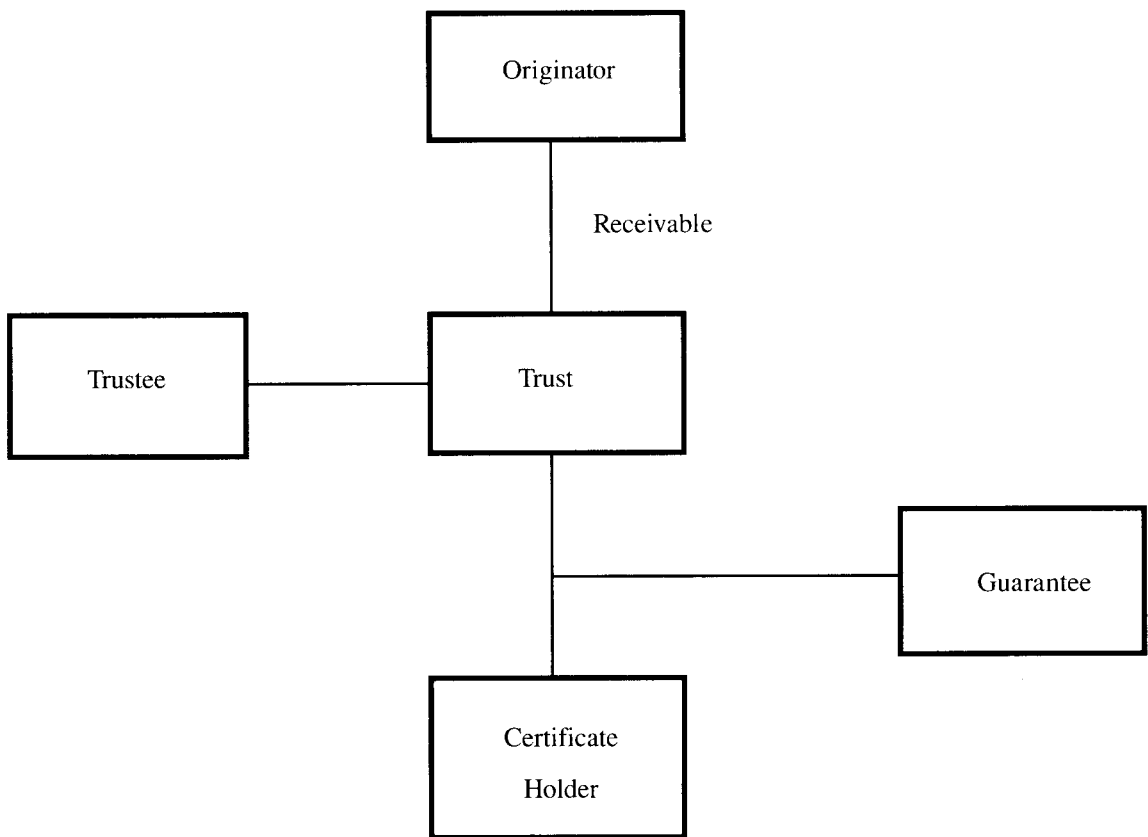 Originator
Receivable
Trustee
Trust
Guarantee
Certificate
Holder